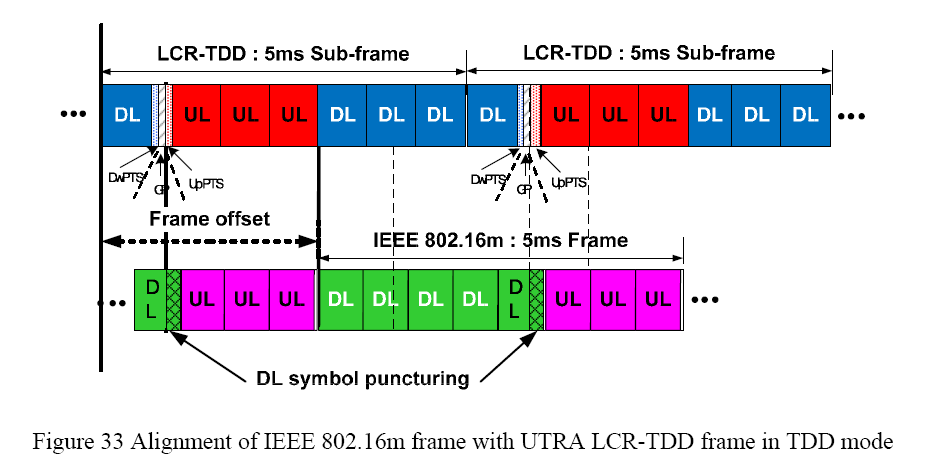 LCR-TDD : 5ms Sub-frame LCR-TDD : 5ms Sub-frame
••• DL UL UL UL DL DL DL DL UL UL UL DL DL DL •••
DwPTS GP UpPTS DwPTS GP UpPTS
Frame offset
IEEE 802.16m : 5ms Frame
••• DL UL UL UL DL DL DL DL DL UL UL UL •••
DL symbol puncturing
Figure 33 Alignment of IEEE 802.16m frame with UTRA LCR-TDD frame in TDD mode